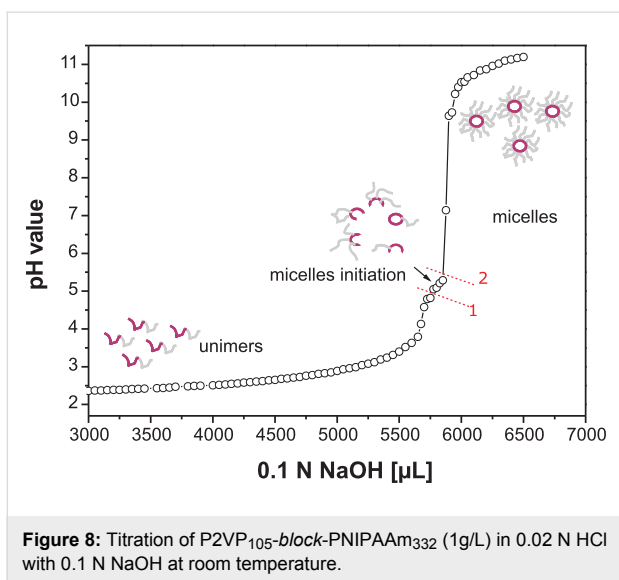 11
10
9
8
7
6
5
4
3
2
pH value
micelles
micelles initiation
2
1
unimers
3000 3500 4000 4500 5000 5500 6000 6500 7000
0.1 N NaOH [µL]
Figure 8: Titration of P2VP₁₀₅-block-PNIPAAm₃₃₂ (1g/L) in 0.02 N HCl
with 0.1 N NaOH at room temperature.